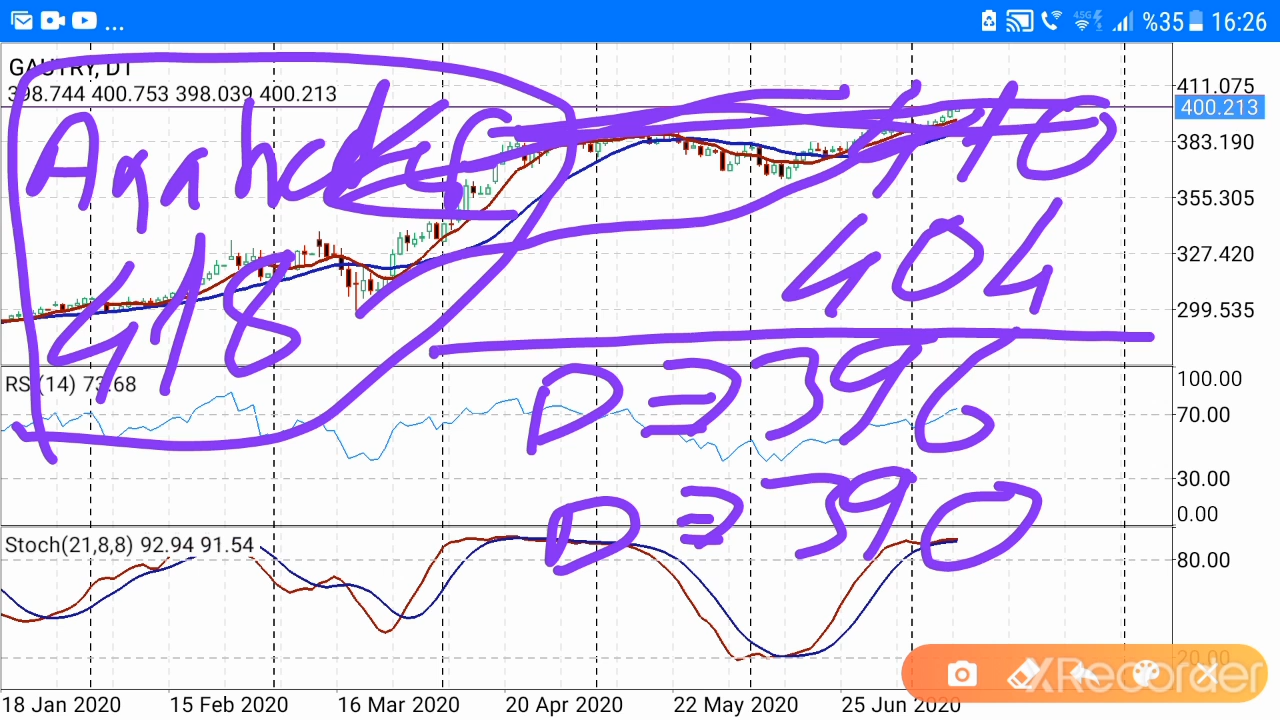 ... %35 16:26
GAUTRY, D1
398.744 400.753 398.039 400.213
411.075
400.213
383.190
355.305
327.420
299.535
410
418
404
D => 396
D => 390
RSI(14) 73.68
100.00
70.00
30.00
0.00
Stoch(21,8,8) 92.94 91.54
80.00
20.00
18 Jan 2020 15 Feb 2020 16 Mar 2020 20 Apr 2020 22 May 2020 25 Jun 2020
XRecorder